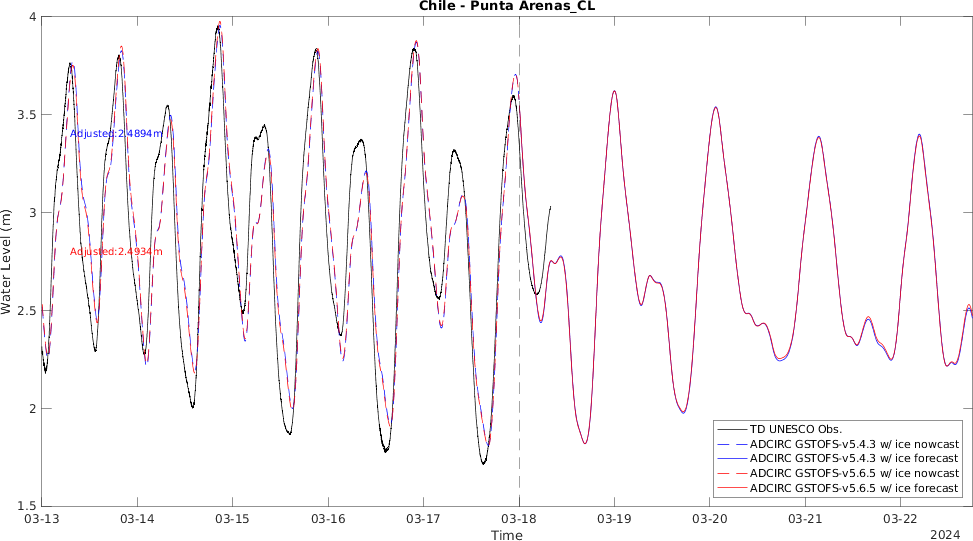 Chile - Punta Arenas_CL
Water Level (m)
4
3.5
3
2.5
2
1.5
Adjusted:2.4894m
Adjusted:2.4934m
TD UNESCO Obs.
ADCIRC GSTOFS-v5.4.3 w/ ice nowcast
ADCIRC GSTOFS-v5.4.3 w/ ice forecast
ADCIRC GSTOFS-v5.6.5 w/ ice nowcast
ADCIRC GSTOFS-v5.6.5 w/ ice forecast
03-13 03-14 03-15 03-16 03-17 03-18 03-19 03-20 03-21 03-22
Time
2024